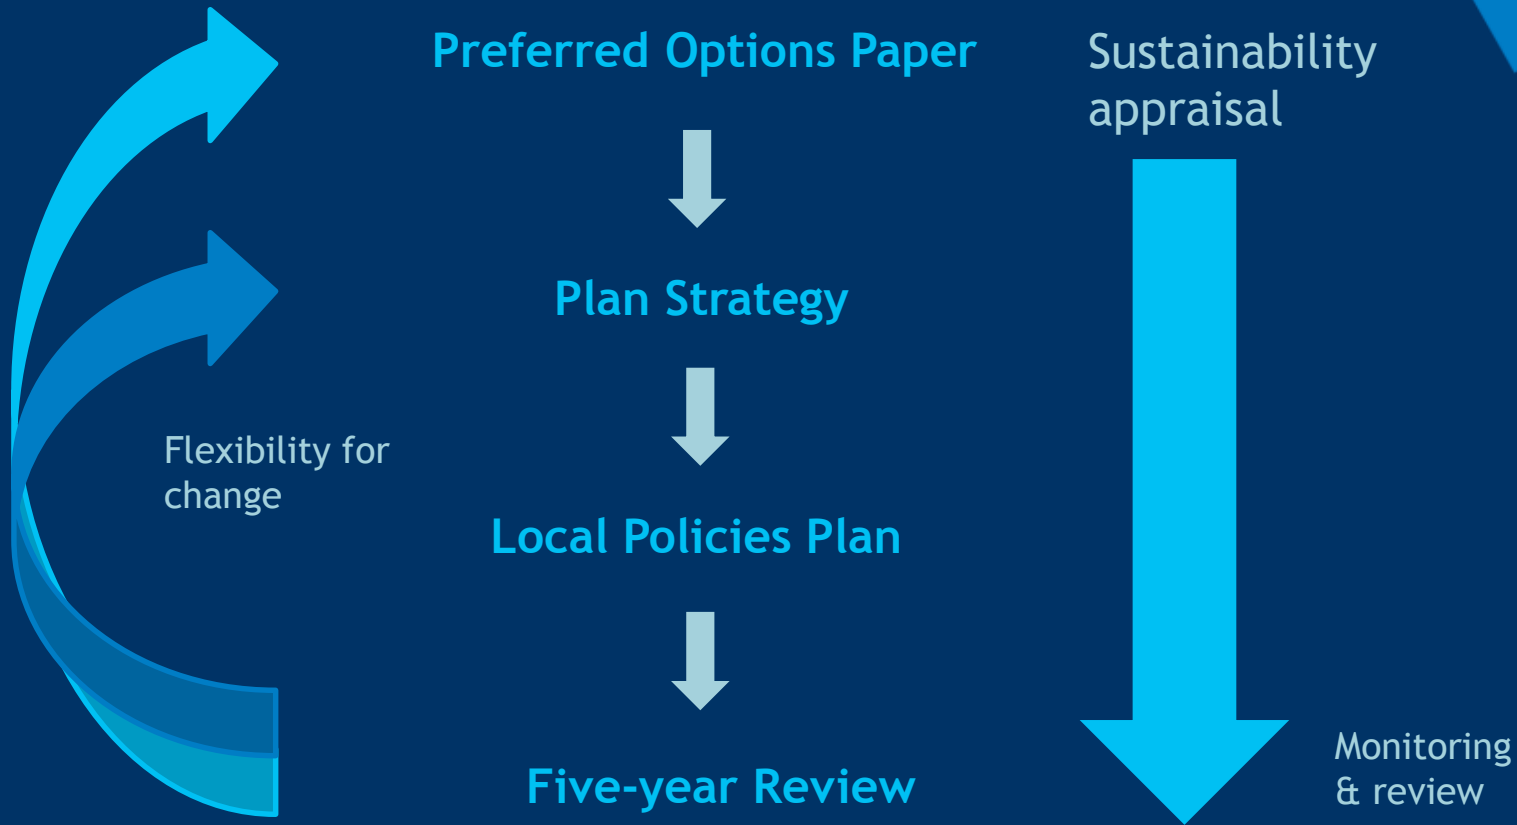 Preferred Options Paper
Sustainability
appraisal
Plan Strategy
Flexibility for
change
Local Policies Plan
Five-year Review
Monitoring
& review